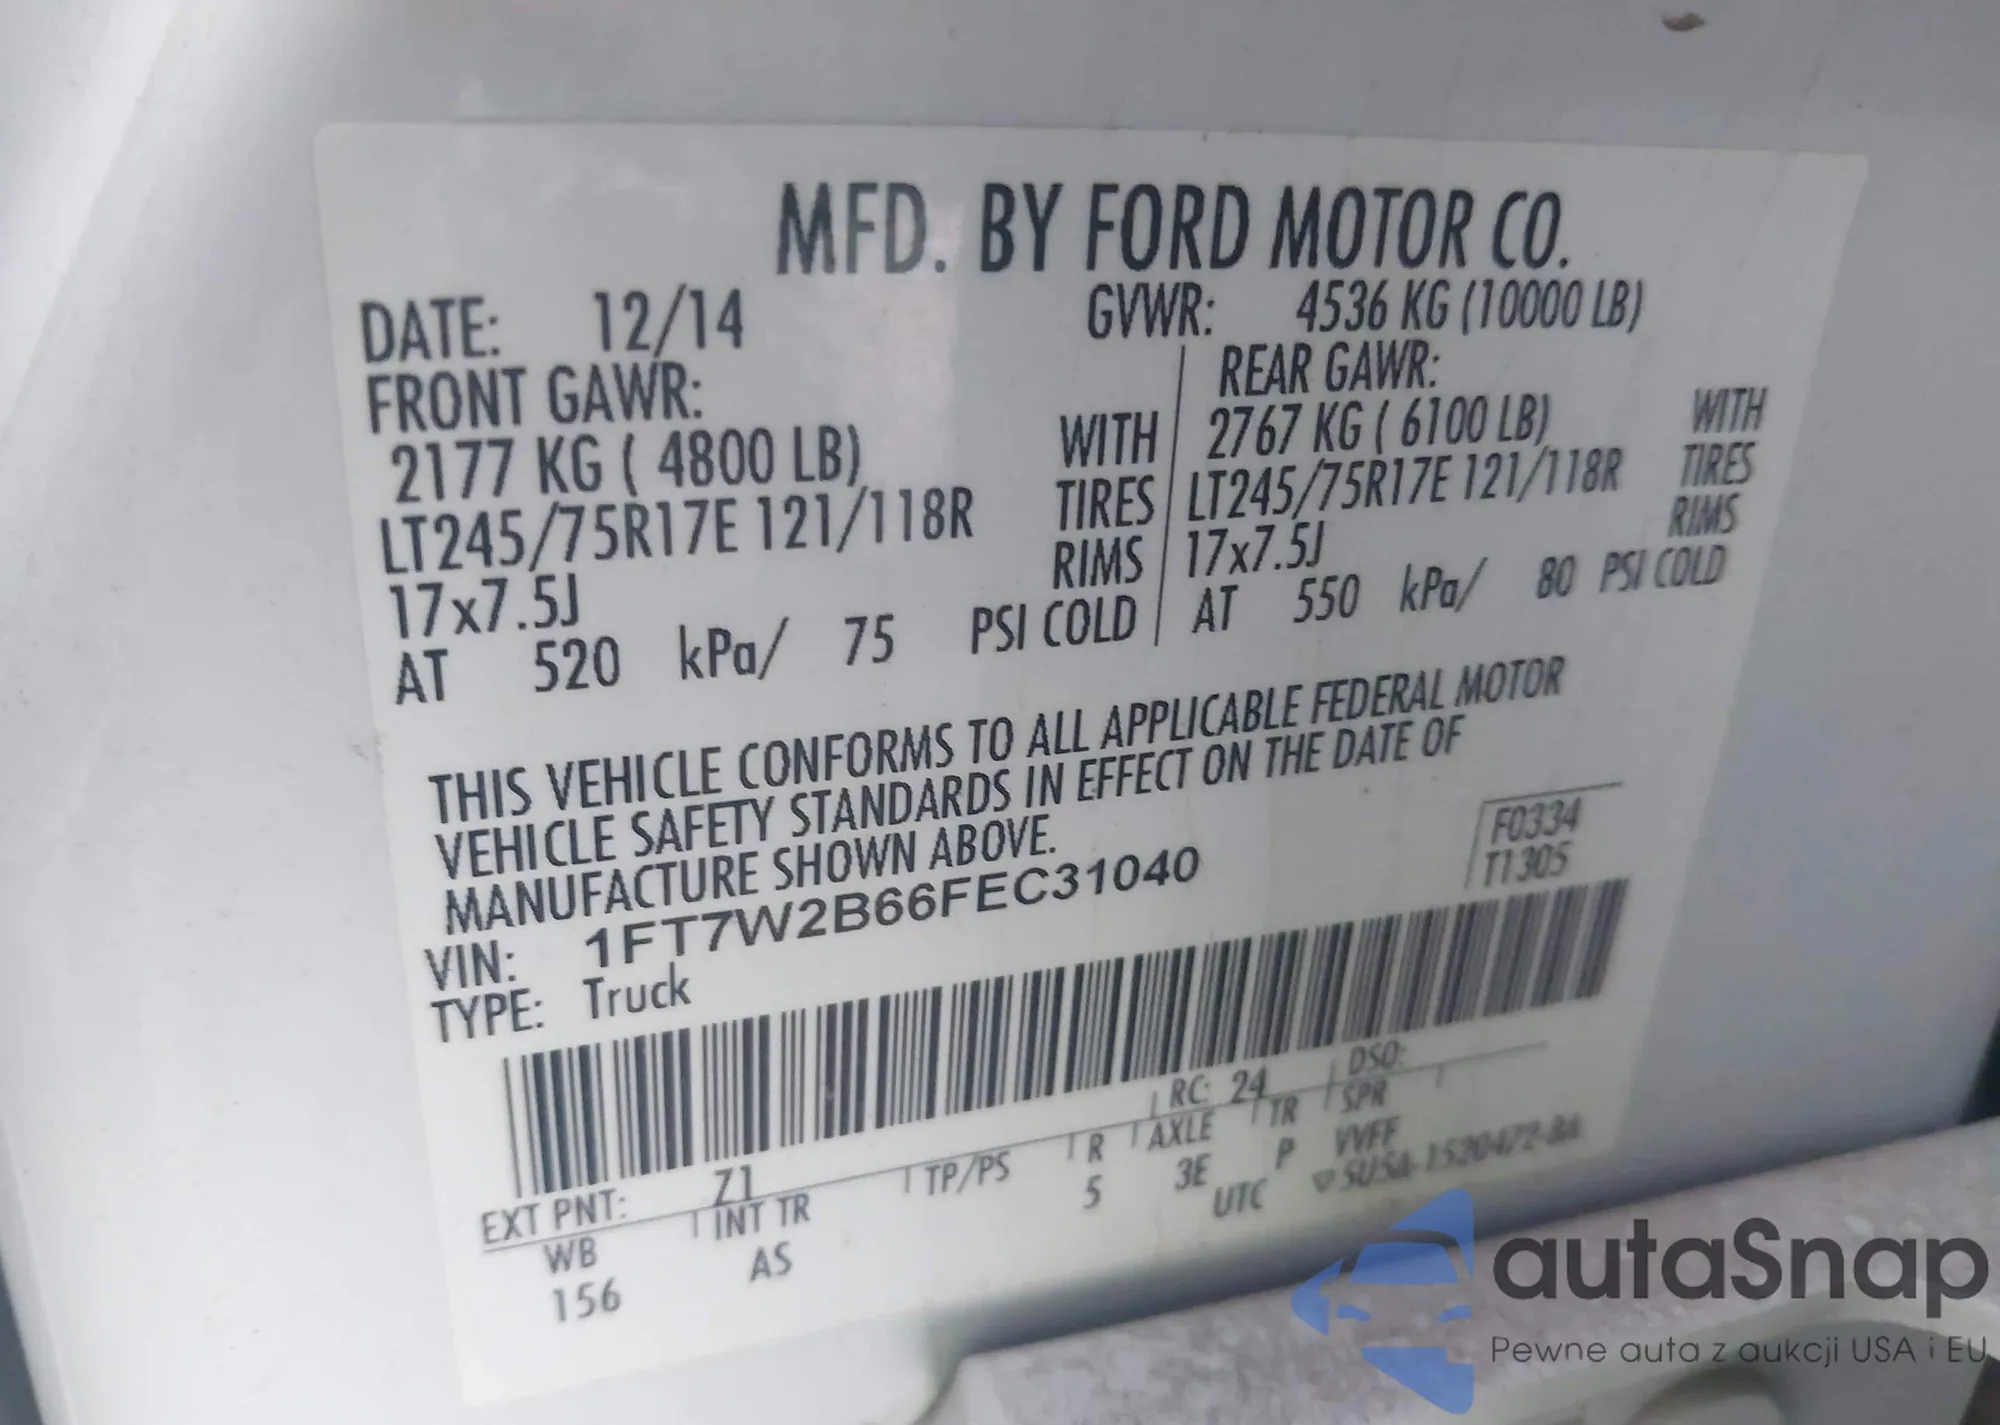 MFD. BY FORD MOTOR CO.
DATE: 12/14 GVWR: 4536 KG (10000 LB)
FRONT GAWR: REAR GAWR:
2177 KG ( 4800 LB) WITH 2767 KG ( 6100 LB) WITH
LT245/75R17E 121/118R TIRES LT245/75R17E 121/118R TIRES
17x7.5J RIMS 17x7.5J RIMS
AT 520 kPa/ 75 PSI COLD AT 550 kPa/ 80 PSI COLD
THIS VEHICLE CONFORMS TO ALL APPLICABLE FEDERAL MOTOR
VEHICLE SAFETY STANDARDS IN EFFECT ON THE DATE OF
MANUFACTURE SHOWN ABOVE.
F0334
T1305
VIN: 1FT7W2B66FEC31040
TYPE: Truck
EXT PNT: Z1 RC: 24 DSO:
WB INT TR TP/PS R AXLE TR SPR
156 AS 5 3E P VVFF
UTC SU5A-1520472-BA
autaSnap
Pewne auta z aukcji USA i EU